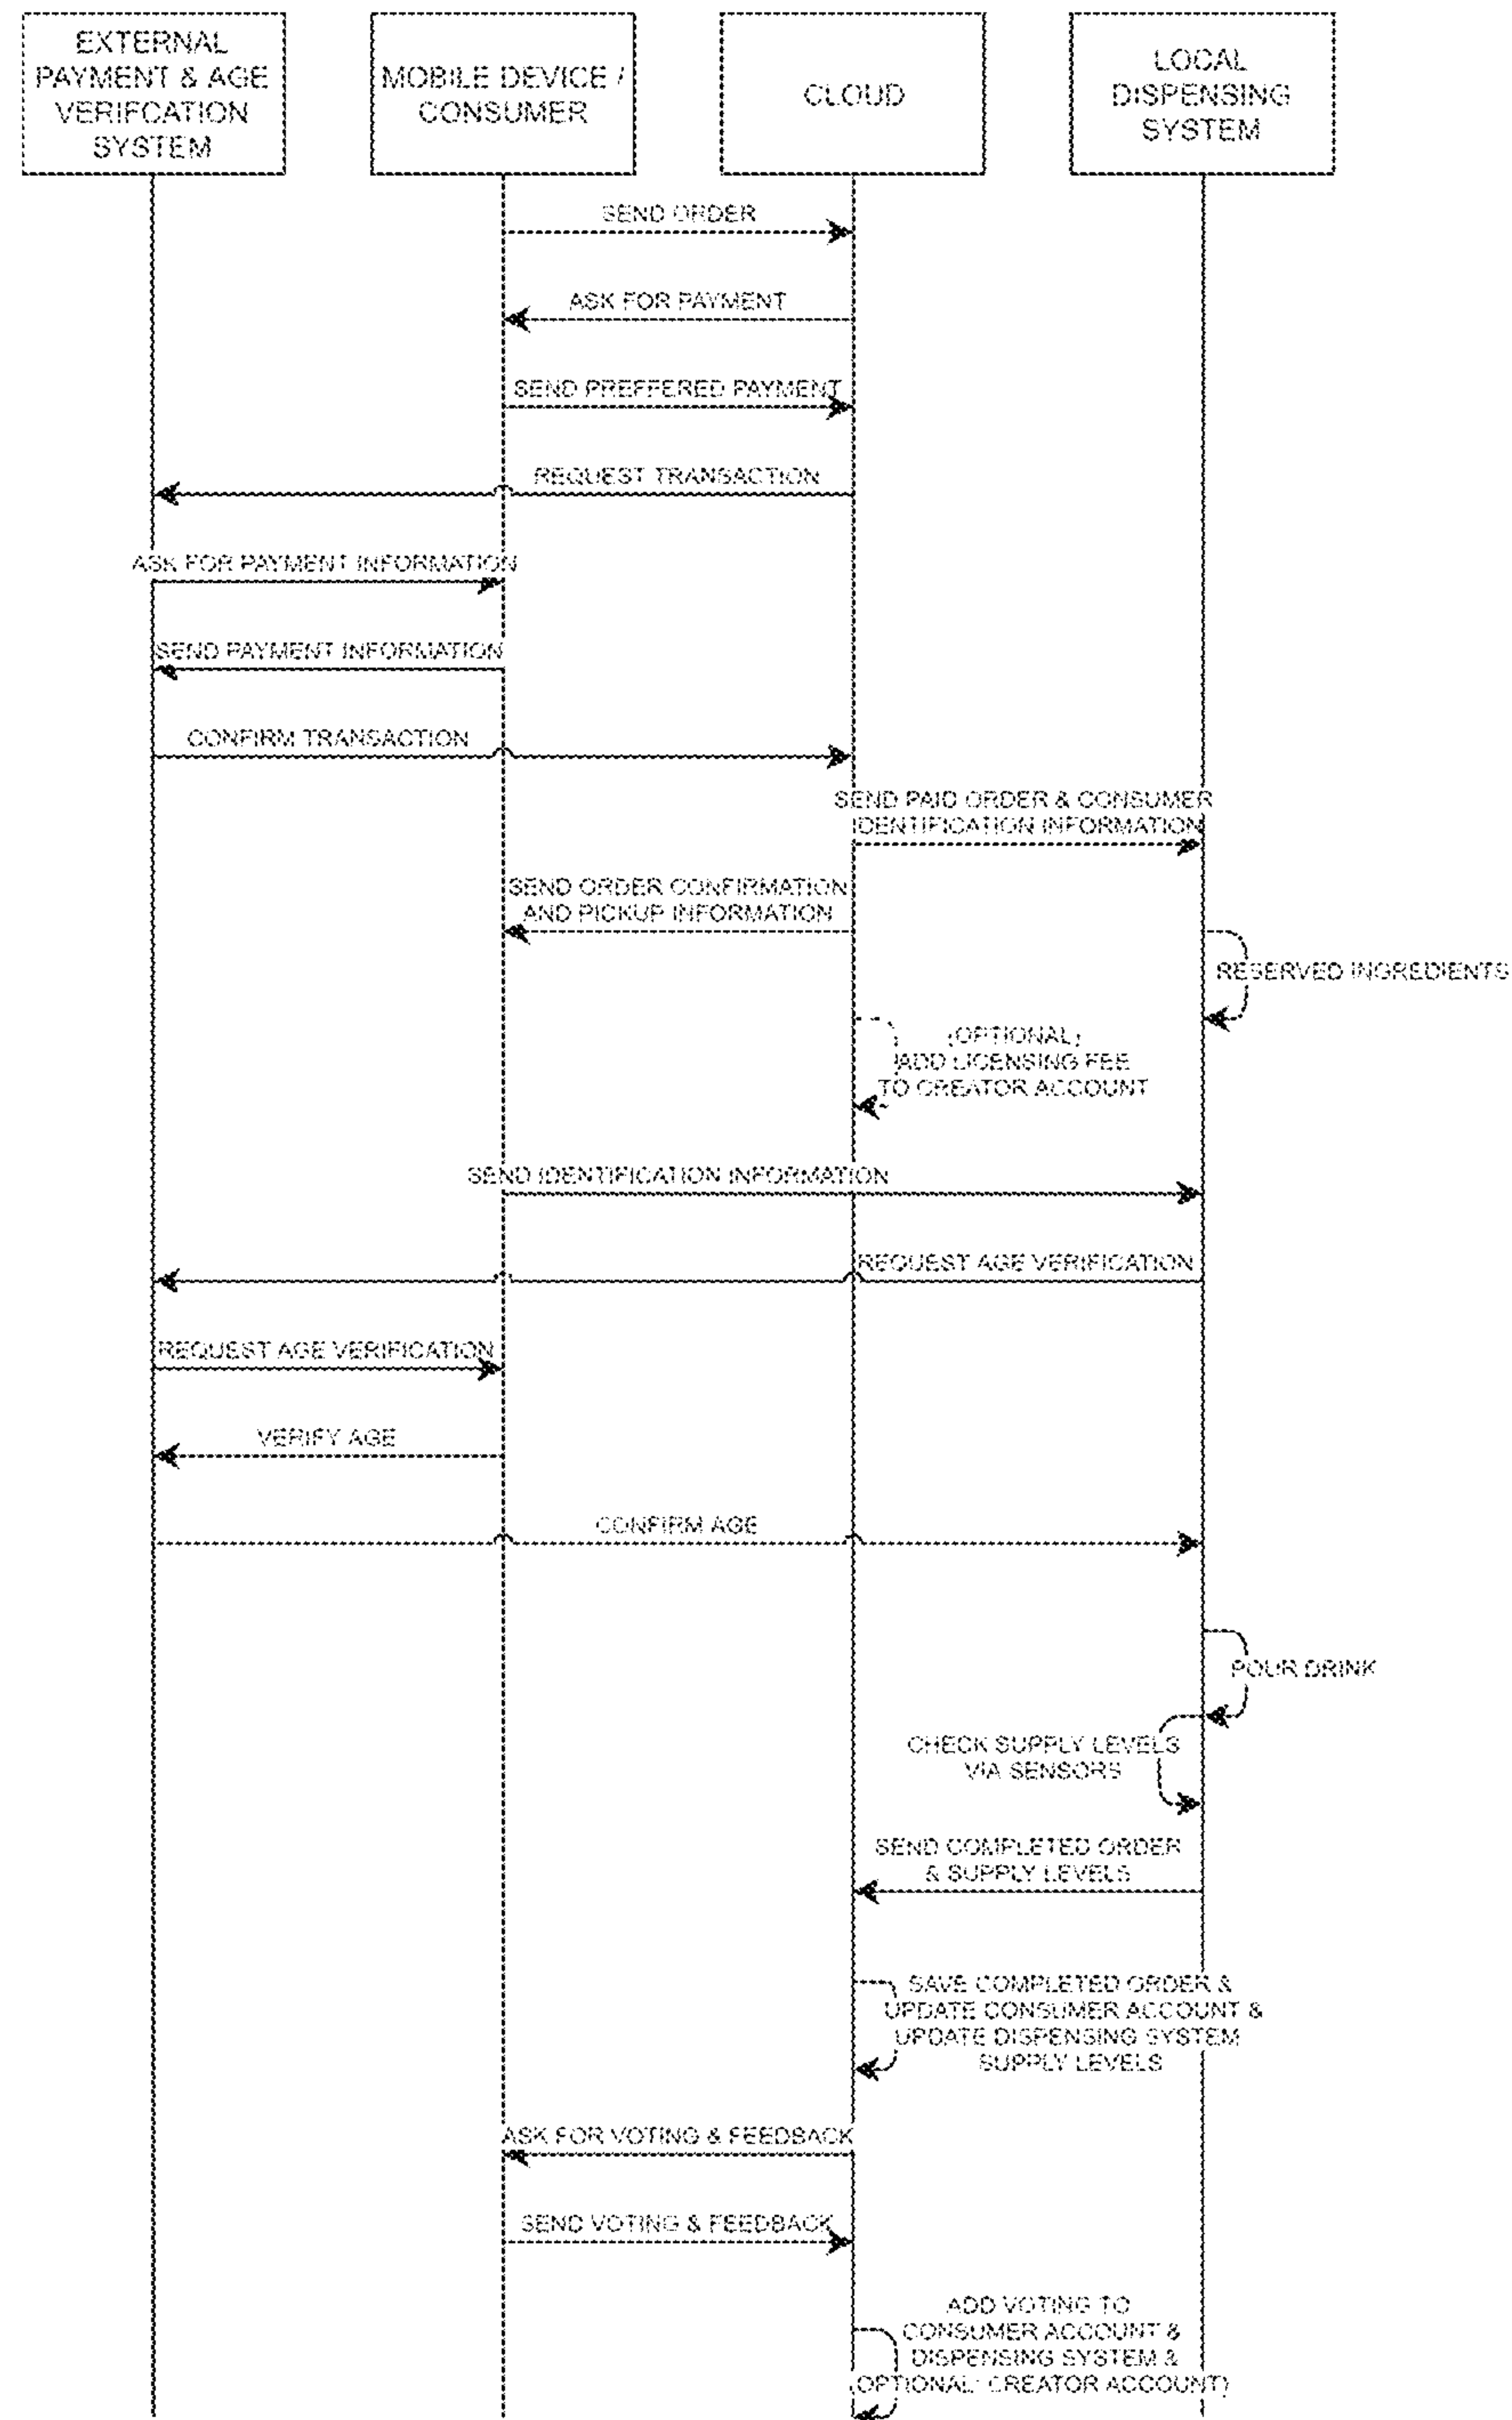 EXTERNAL
PAYMENT & AGE
VERIFCATION
SYSTEM
MOBILE DEVICE /
CONSUMER
CLOUD
LOCAL
DISPENSING
SYSTEM
SEND ORDER
ASK FOR PAYMENT
SEND PREFFERED PAYMENT
REQUEST TRANSACTION
ASK FOR PAYMENT INFORMATION
SEND PAYMENT INFORMATION
CONFIRM TRANSACTION
SEND PAID ORDER & CONSUMER
IDENTIFICATION INFORMATION
SEND ORDER CONFIRMATION
AND PICKUP INFORMATION
RESERVED INGREDIENTS
(OPTIONAL)
ADD LICENSING FEE
TO CREATOR ACCOUNT
SEND IDENTIFICATION INFORMATION
REQUEST AGE VERIFICATION
REQUEST AGE VERIFICATION
VERIFY AGE
CONFIRM AGE
POUR DRINK
CHECK SUPPLY LEVELS
VIA SENSORS
SEND COMPLETED ORDER
& SUPPLY LEVELS
SAVE COMPLETED ORDER &
UPDATE CONSUMER ACCOUNT &
UPDATE DISPENSING SYSTEM
SUPPLY LEVELS
ASK FOR VOTING & FEEDBACK
SEND VOTING & FEEDBACK
ADD VOTING TO
CONSUMER ACCOUNT &
DISPENSING SYSTEM &
(OPTIONAL: CREATOR ACCOUNT)